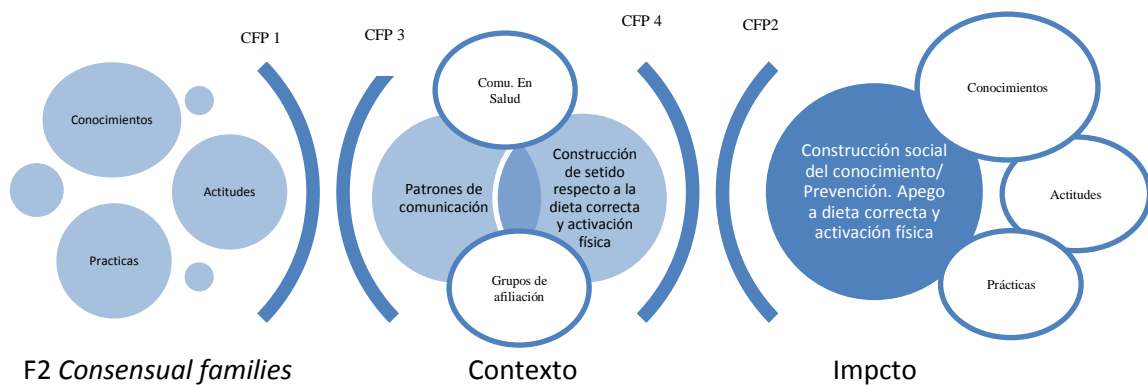 CFP 1
CFP 3
CFP 4
CFP2
Conocimientos
Actitudes
Practicas
Comu. En
Salud
Patrones de
comunicación
Construcción
de setido
respecto a la
dieta correcta
y activación
física
Grupos de
afiliación
Construcción social
del conocimiento/
Prevención. Apego
a dieta correcta y
activación física
Conocimientos
Actitudes
Prácticas
F2 Consensual families
Contexto
Impcto